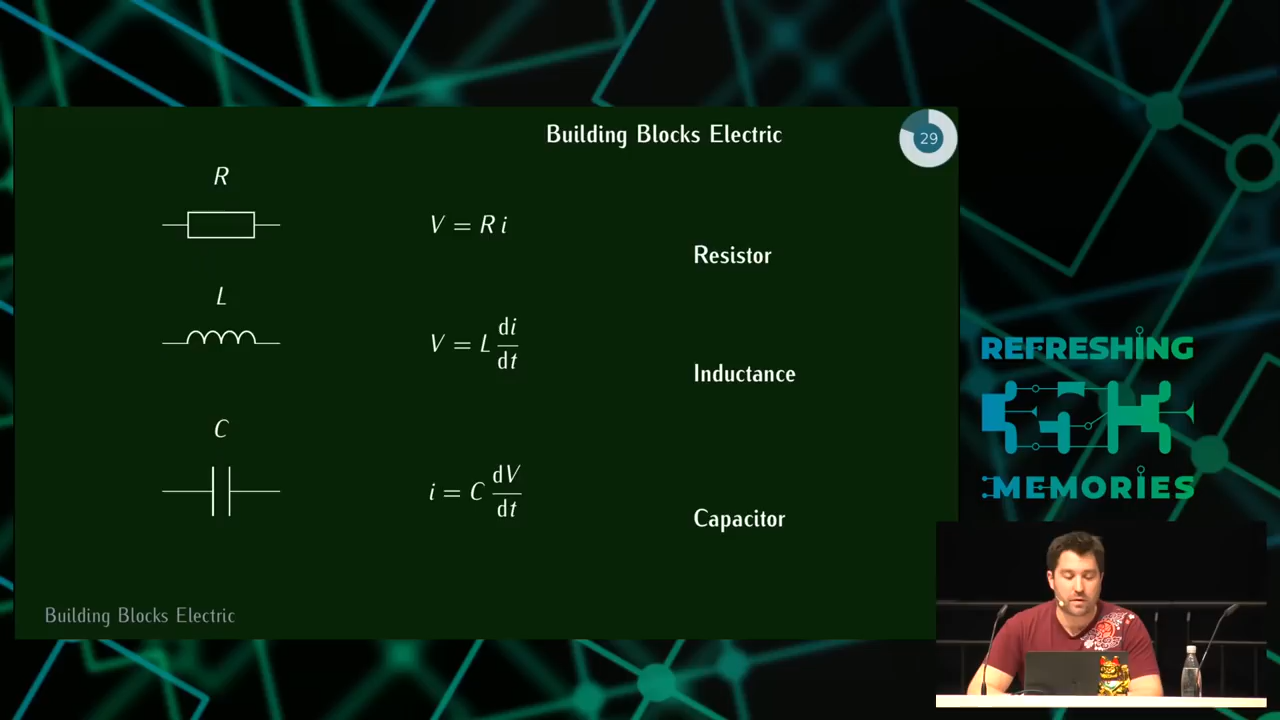 Building Blocks Electric
29
R
V = R i
Resistor
L
V = L di/dt
Inductance
C
i = C dV/dt
Capacitor
Building Blocks Electric
REFRESHING
MEMORIES